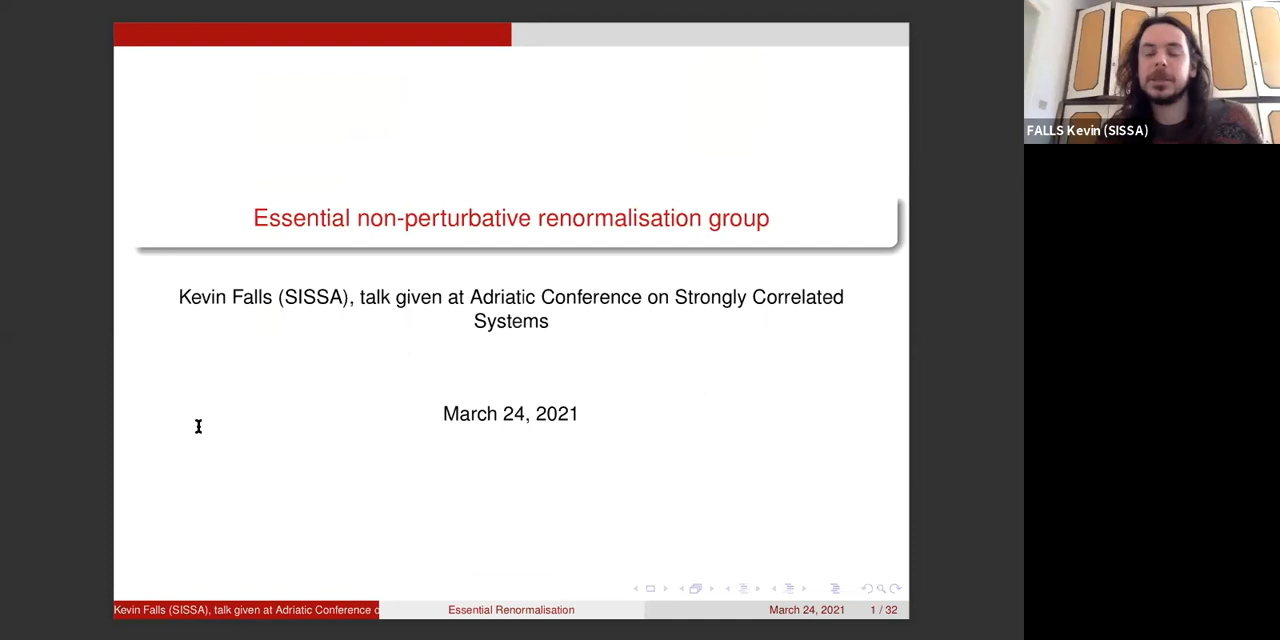 FALLS Kevin (SISSA)
Essential non-perturbative renormalisation group
Kevin Falls (SISSA), talk given at Adriatic Conference on Strongly Correlated
Systems
March 24, 2021
Kevin Falls (SISSA), talk given at Adriatic Conference o
Essential Renormalisation
March 24, 2021
1 / 32